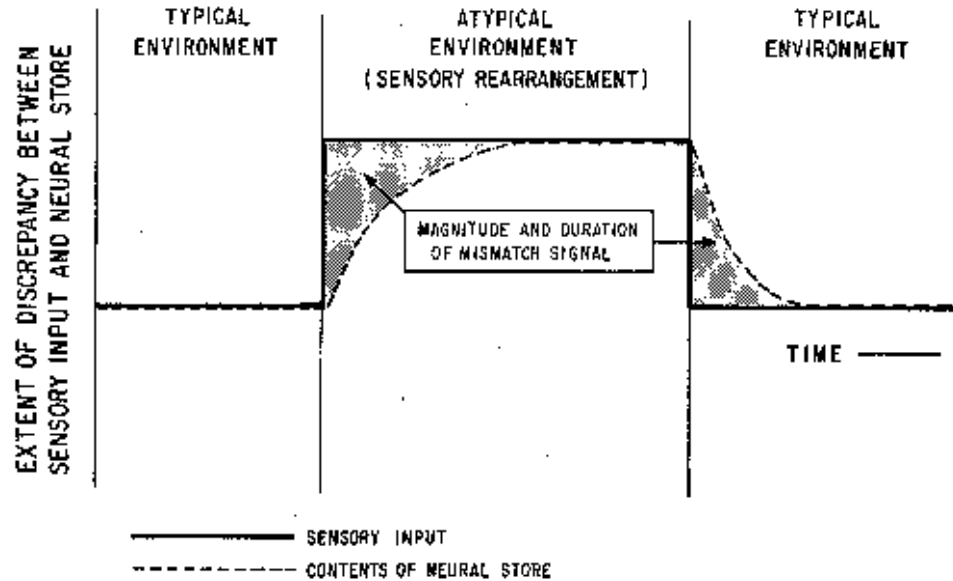 TYPICAL
ENVIRONMENT
ATYPICAL
ENVIRONMENT
(SENSORY REARRANGEMENT)
TYPICAL
ENVIRONMENT
EXTENT OF DISCREPANCY BETWEEN
SENSORY INPUT AND NEURAL STORE
MAGNITUDE AND DURATION
OF MISMATCH SIGNAL
TIME
SENSORY INPUT
CONTENTS OF NEURAL STORE